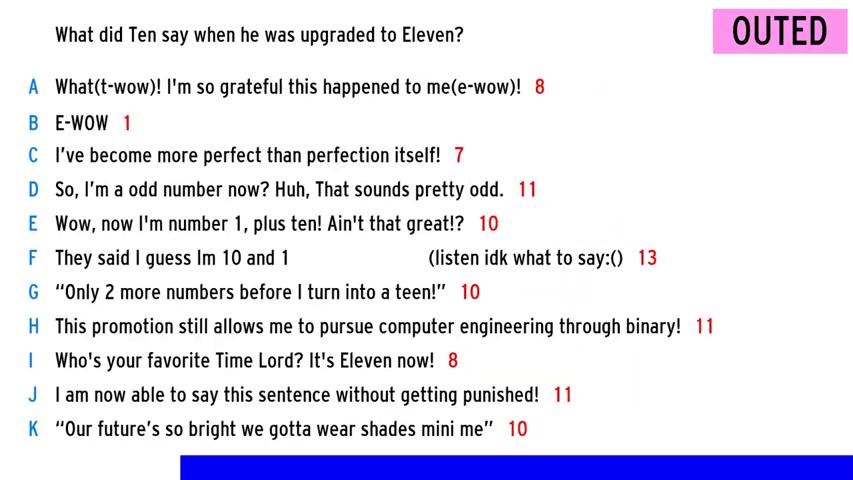 What did Ten say when he was upgraded to Eleven?
OUTED
A What(t-wow)! I'm so grateful this happened to me(e-wow)! 8
B E-WOW 1
C I've become more perfect than perfection itself! 7
D So, I'm a odd number now? Huh, That sounds pretty odd. 11
E Wow, now I'm number 1, plus ten! Ain't that great!? 10
F They said I guess Im 10 and 1 (listen idk what to say:() 13
G “Only 2 more numbers before I turn into a teen!” 10
H This promotion still allows me to pursue computer engineering through binary! 11
I Who's your favorite Time Lord? It's Eleven now! 8
J I am now able to say this sentence without getting punished! 11
K “Our future's so bright we gotta wear shades mini me” 10